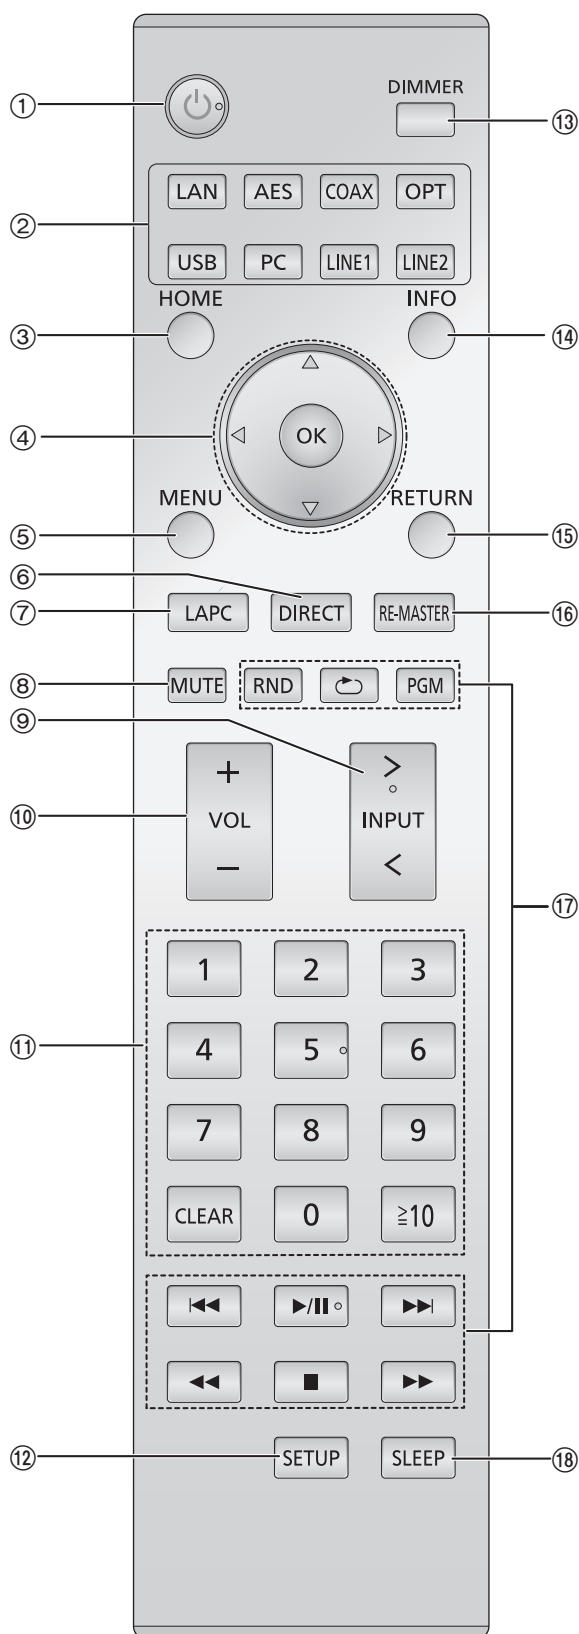 DIMMER
① ⑬
LAN AES COAX OPT
②
USB PC LINE1 LINE2
HOME INFO
③ ⑭
④ OK
MENU RETURN
⑤ ⑮
⑥
⑦ LAPC DIRECT RE-MASTER ⑯
⑧ MUTE RND PGM
⑨
+ >
⑩ VOL INPUT
− <
⑰
1 2 3
⑪ 4 5 6
7 8 9
CLEAR 0 ≧10
⑫ SETUP SLEEP ⑱